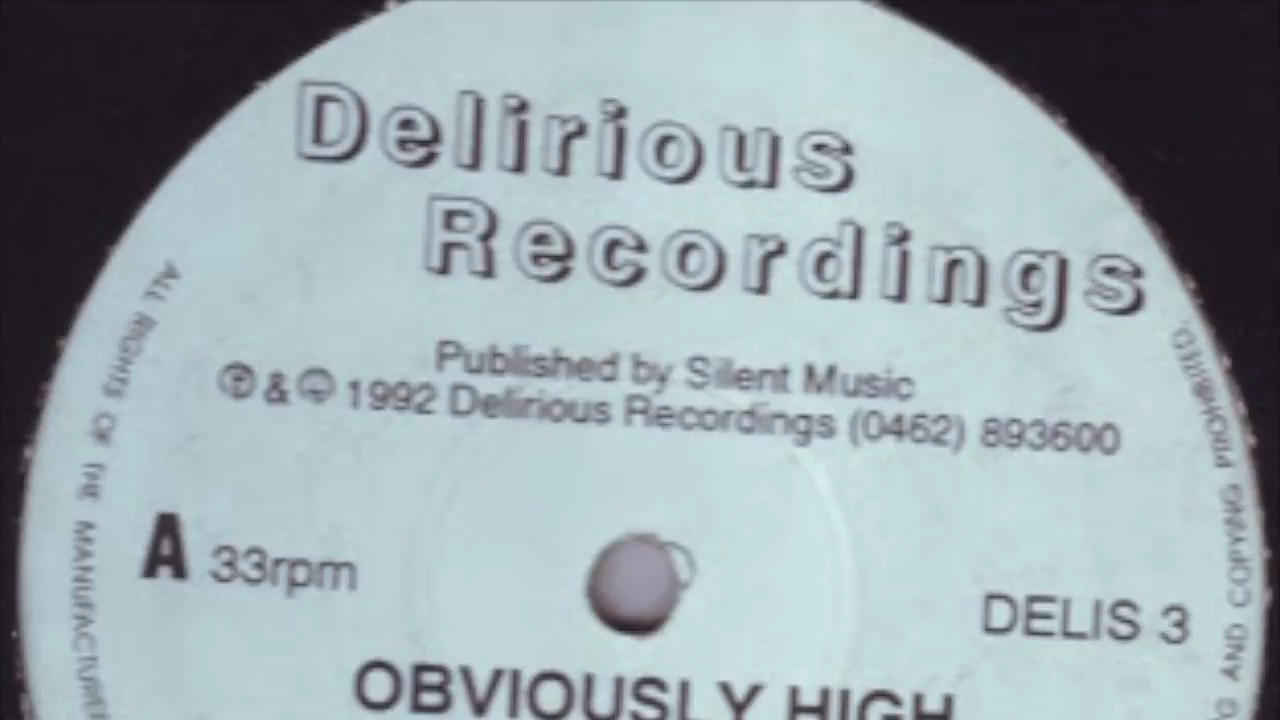 Delirious
Recordings
Published by Silent Music
Ⓟ & Ⓒ 1992 Delirious Recordings (0462) 893600
A 33rpm
DELIS 3
OBVIOUSLY HIGH
ALL RIGHTS OF THE MANUFACTURER
AND COPYING PROHIBITED.